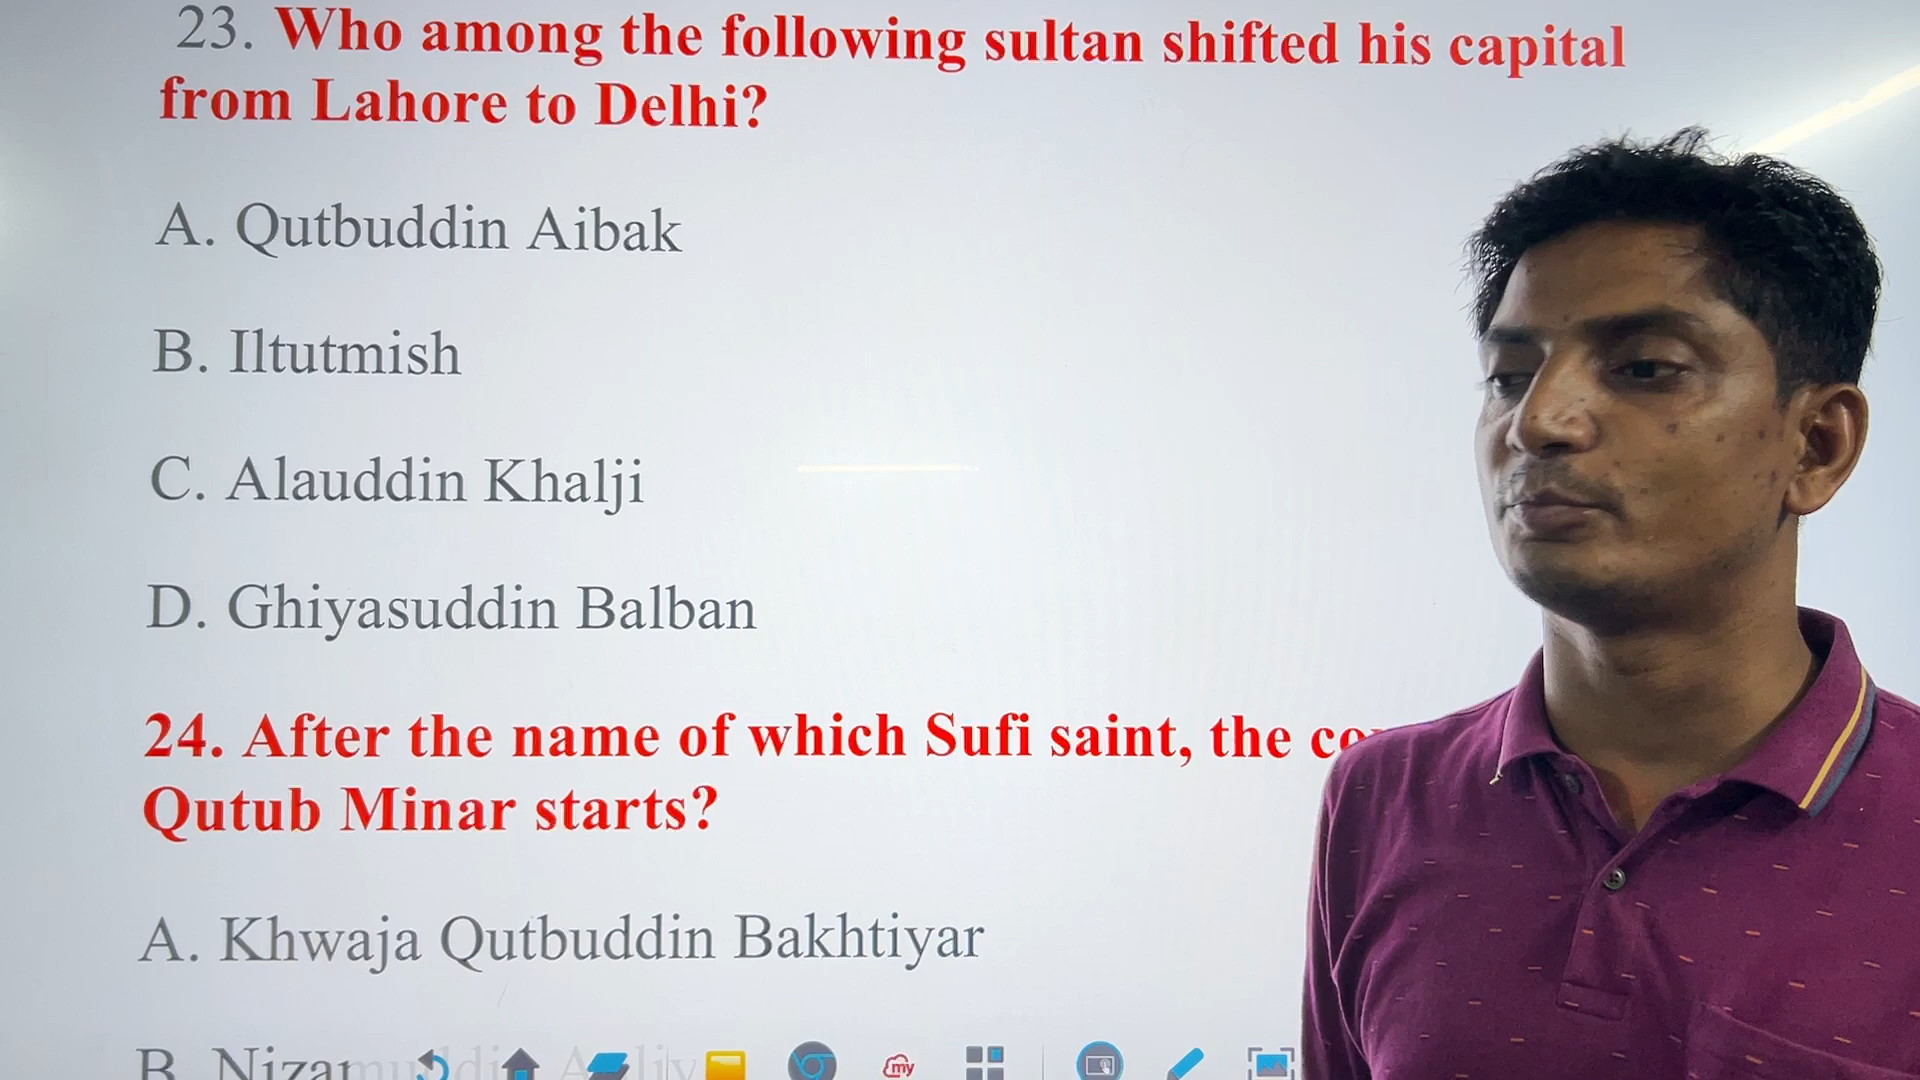 23. Who among the following sultan shifted his capital
from Lahore to Delhi?
A. Qutbuddin Aibak
B. Iltutmish
C. Alauddin Khalji
D. Ghiyasuddin Balban
24. After the name of which Sufi saint, the
Qutub Minar starts?
A. Khwaja Qutbuddin Bakhtiyar
B.
my